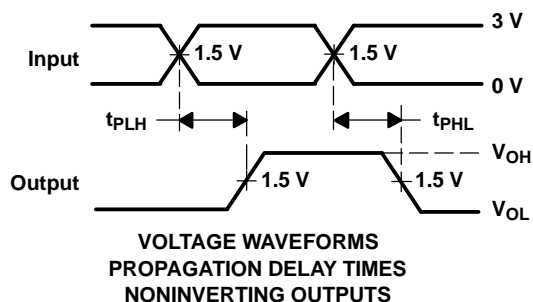 3 V
Input
1.5 V
1.5 V
0 V
tPLH
tPHL
VOH
Output
1.5 V
1.5 V
VOL
VOLTAGE WAVEFORMS
PROPAGATION DELAY TIMES
NONINVERTING OUTPUTS